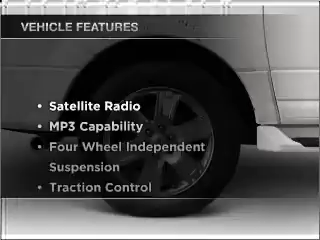 VEHICLE FEATURES
• Satellite Radio
• MP3 Capability
• Four Wheel Independent
Suspension
• Traction Control